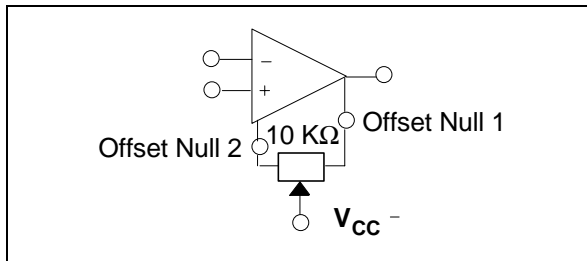 −
+
Offset Null 1
10 KΩ
Offset Null 2
VCC −